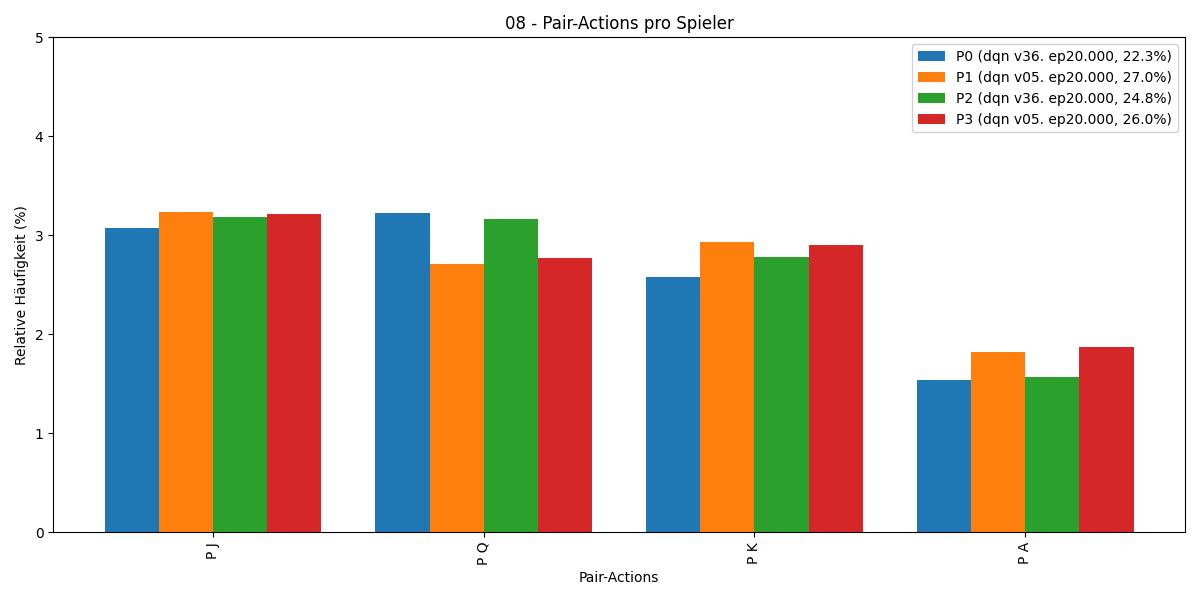 08 - Pair-Actions pro Spieler
P0 (dqn v36. ep20.000, 22.3%)
P1 (dqn v05. ep20.000, 27.0%)
P2 (dqn v36. ep20.000, 24.8%)
P3 (dqn v05. ep20.000, 26.0%)
Relative Häufigkeit (%)
5
4
3
2
1
0
P J
P Q
P K
P A
Pair-Actions